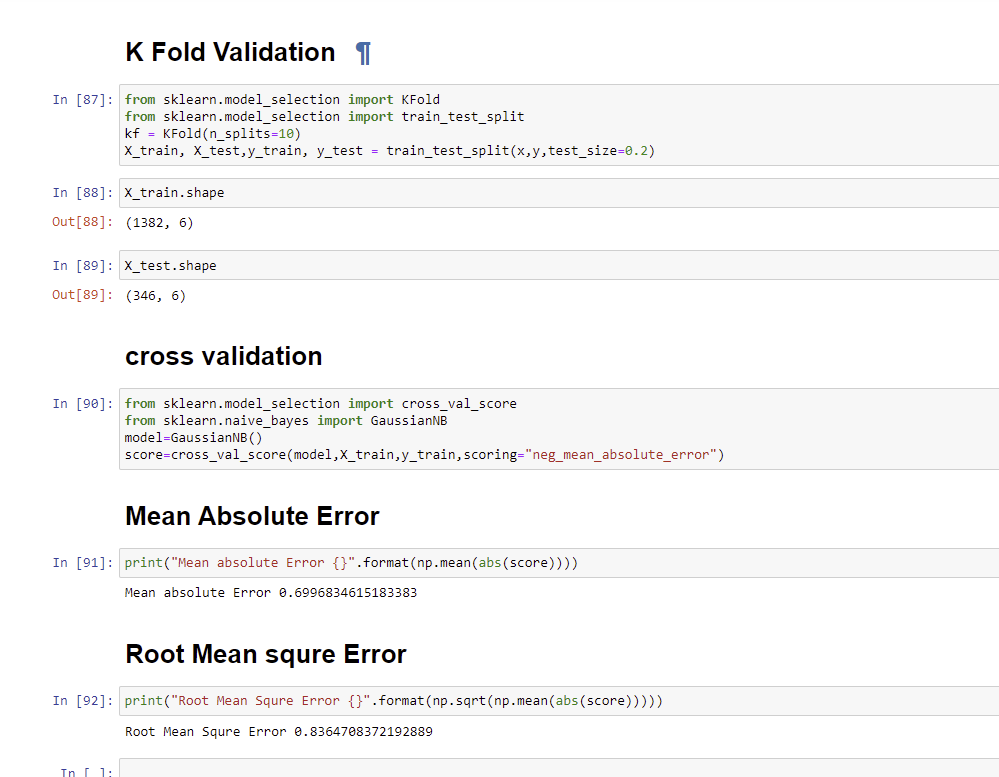 K Fold Validation ¶
In [87]: from sklearn.model_selection import KFold
from sklearn.model_selection import train_test_split
kf = KFold(n_splits=10)
X_train, X_test,y_train, y_test = train_test_split(x,y,test_size=0.2)
In [88]: X_train.shape
Out[88]: (1382, 6)
In [89]: X_test.shape
Out[89]: (346, 6)
cross validation
In [90]: from sklearn.model_selection import cross_val_score
from sklearn.naive_bayes import GaussianNB
model=GaussianNB()
score=cross_val_score(model,X_train,y_train,scoring="neg_mean_absolute_error")
Mean Absolute Error
In [91]: print("Mean absolute Error {}".format(np.mean(abs(score))))
Mean absolute Error 0.6996834615183383
Root Mean squre Error
In [92]: print("Root Mean Squre Error {}".format(np.sqrt(np.mean(abs(score)))))
Root Mean Squre Error 0.8364708372192889
In [ ]: